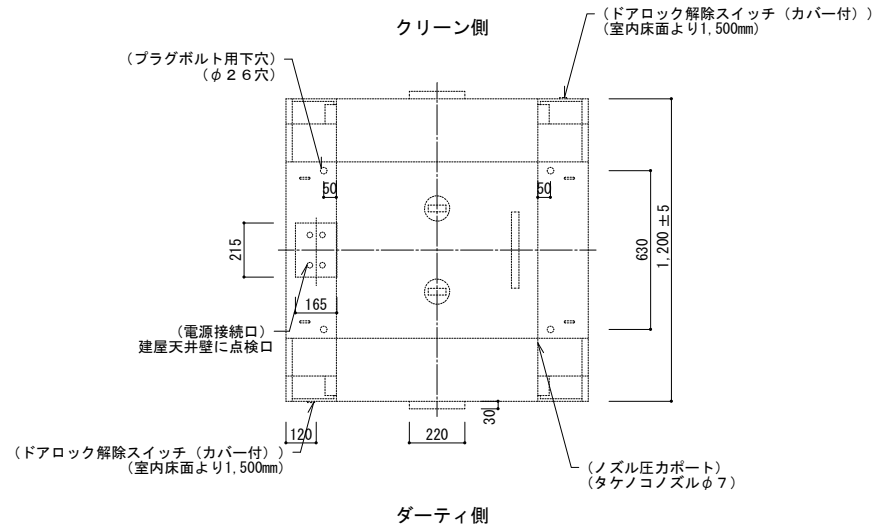 クリーン側
(ドアロック解除スイッチ(カバー付))
(室内床面より1,500mm)
(プラグボルト用下穴)
(φ26穴)
50
50
215
165
630
1,200±5
(電源接続口)
建屋天井壁に点検口
30
120
220
(ドアロック解除スイッチ(カバー付))
(室内床面より1,500mm)
(ノズル圧力ポート)
(タケノコノズルφ7)
ダーティ側